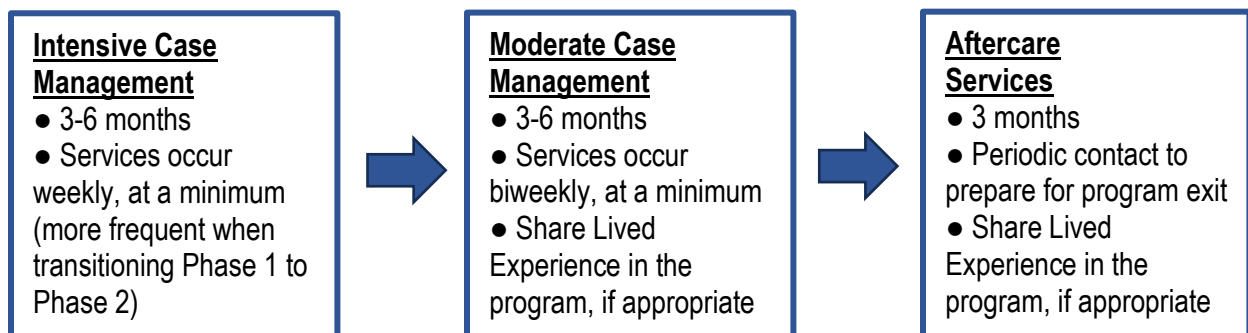 Intensive Case
Management
● 3-6 months
● Services occur
weekly, at a minimum
(more frequent when
transitioning Phase 1 to
Phase 2)
Moderate Case
Management
● 3-6 months
● Services occur
biweekly, at a minimum
● Share Lived
Experience in the
program, if appropriate
Aftercare
Services
● 3 months
● Periodic contact to
prepare for program exit
● Share Lived
Experience in the
program, if appropriate